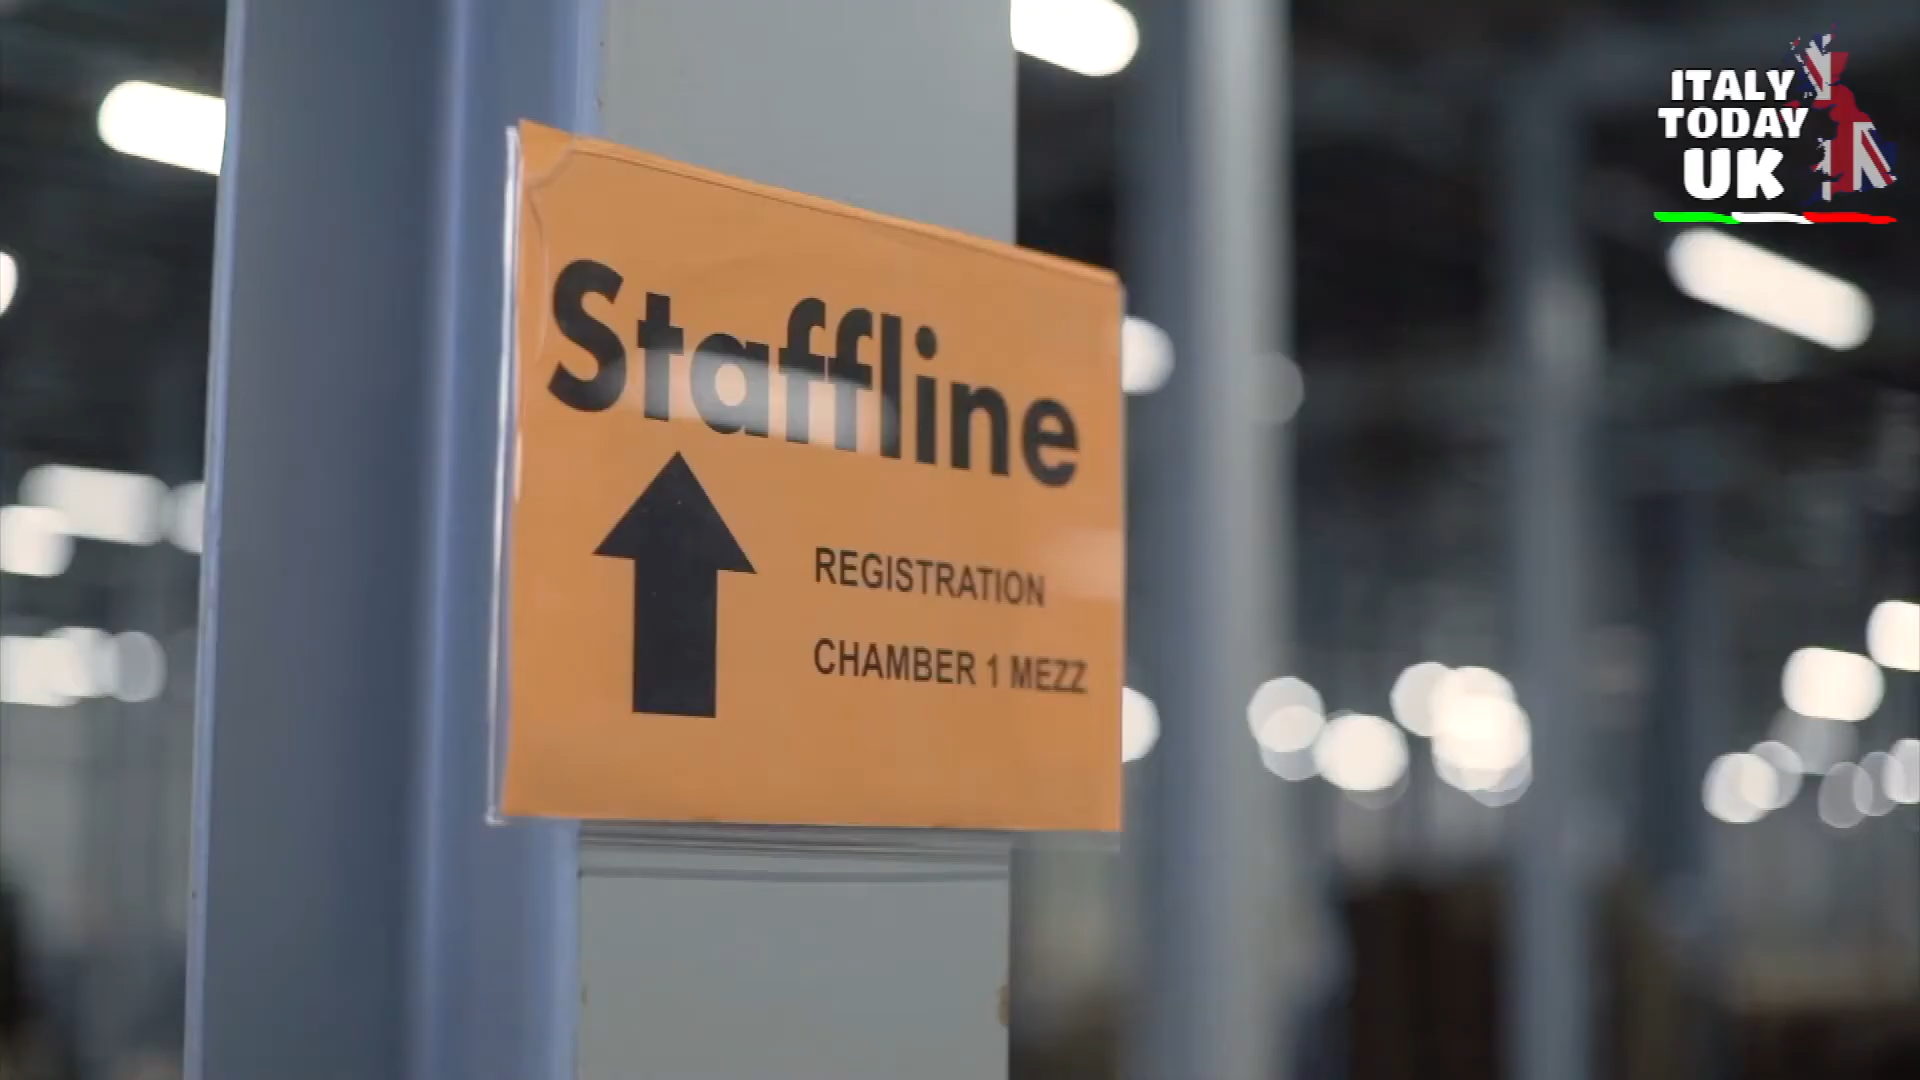 Staffline
REGISTRATION
CHAMBER 1 MEZZ
ITALY
TODAY
UK